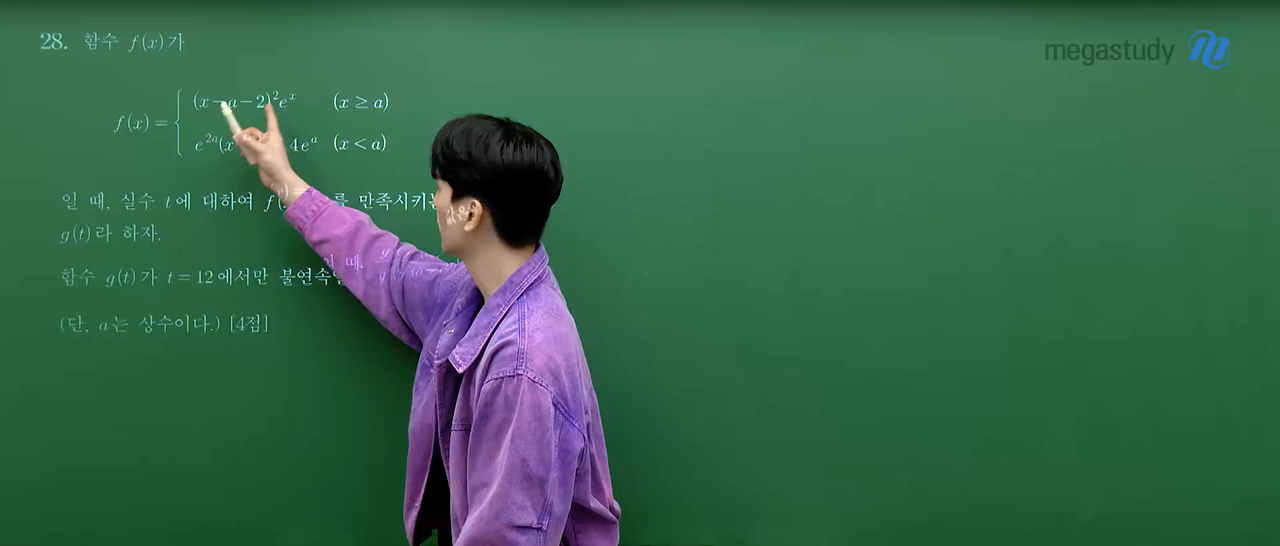 28. 함수 f(x)가
megastudy
f(x) = { (x-a-2)²eˣ (x ≥ a)
e²ᵃ(x 4eᵃ (x < a)
일 때, 실수 t에 대하여 f( 를 만족시키는
g(t)라 하자.
함수 g(t)가 t = 12에서만 불연속 때,
(단, a는 상수이다.) [4점]